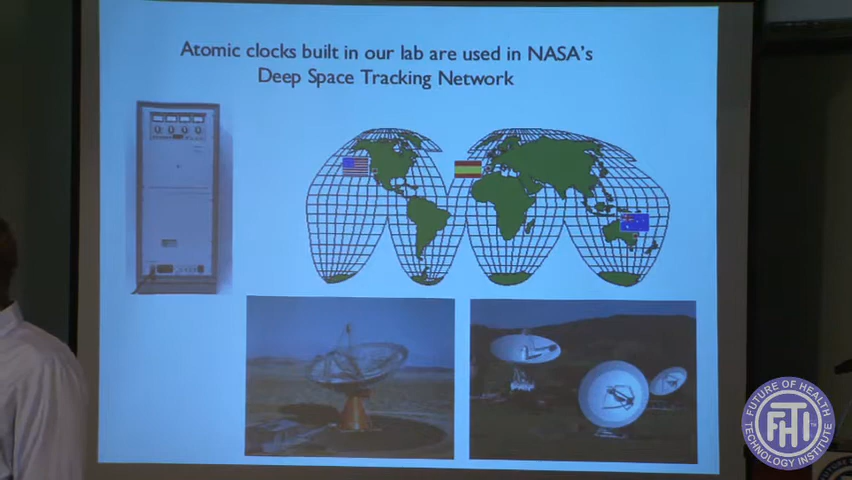 Atomic clocks built in our lab are used in NASA's
Deep Space Tracking Network
FUTURE OF HEALTH
FHTI
TECHNOLOGY INSTITUTE